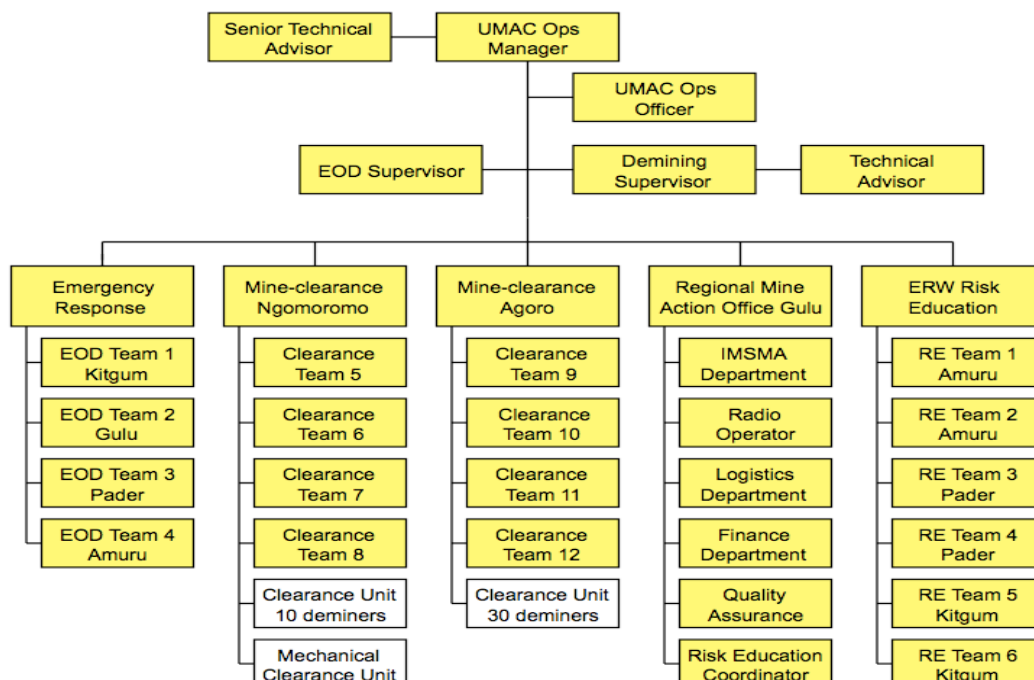 Senior Technical
Advisor
UMAC Ops
Manager
UMAC Ops
Officer
EOD Supervisor
Demining
Supervisor
Technical
Advisor
Emergency
Response
EOD Team 1
Kitgum
EOD Team 2
Gulu
EOD Team 3
Pader
EOD Team 4
Amuru
Mine-clearance
Ngomoromo
Clearance
Team 5
Clearance
Team 6
Clearance
Team 7
Clearance
Team 8
Clearance Unit
10 deminers
Mechanical
Clearance Unit
Mine-clearance
Agoro
Clearance
Team 9
Clearance
Team 10
Clearance
Team 11
Clearance
Team 12
Clearance Unit
30 deminers
Regional Mine
Action Office Gulu
IMSMA
Department
Radio
Operator
Logistics
Department
Finance
Department
Quality
Assurance
Risk Education
Coordinator
ERW Risk
Education
RE Team 1
Amuru
RE Team 2
Amuru
RE Team 3
Pader
RE Team 4
Pader
RE Team 5
Kitgum
RE Team 6
Kitgum